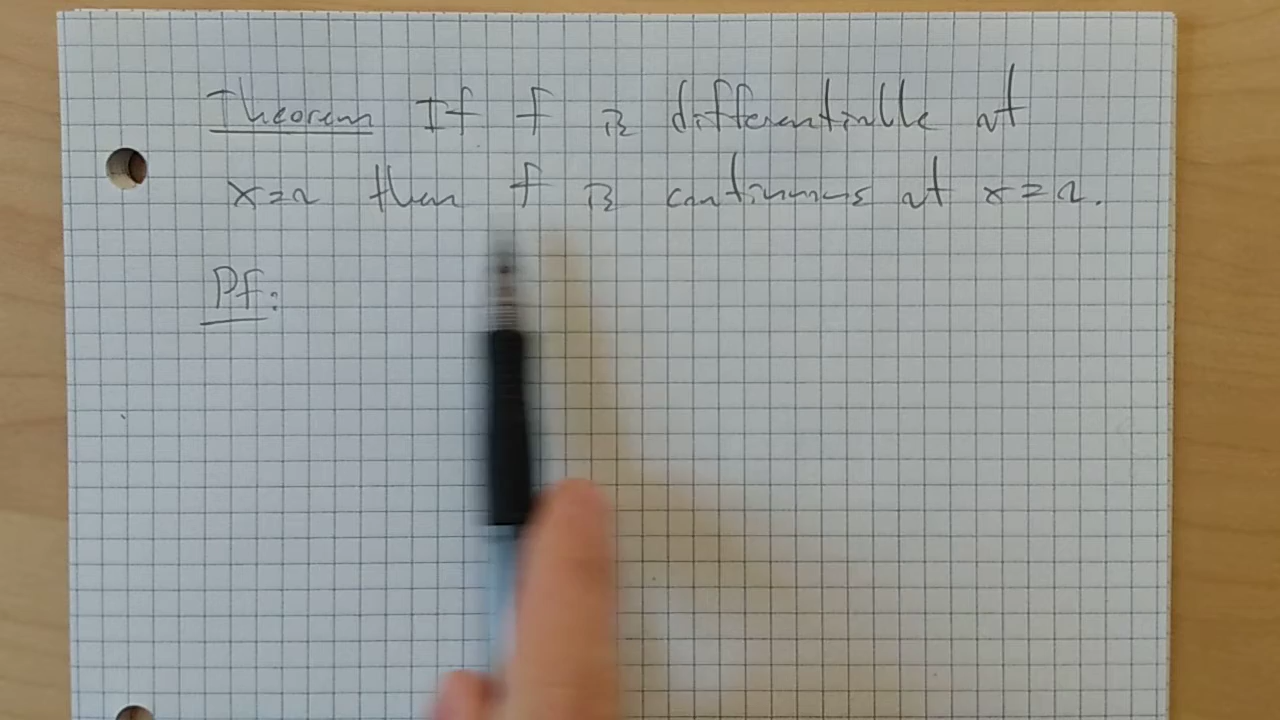 Theorem If f is differentiable at
x=a then f is continuous at x=a.
Pf: